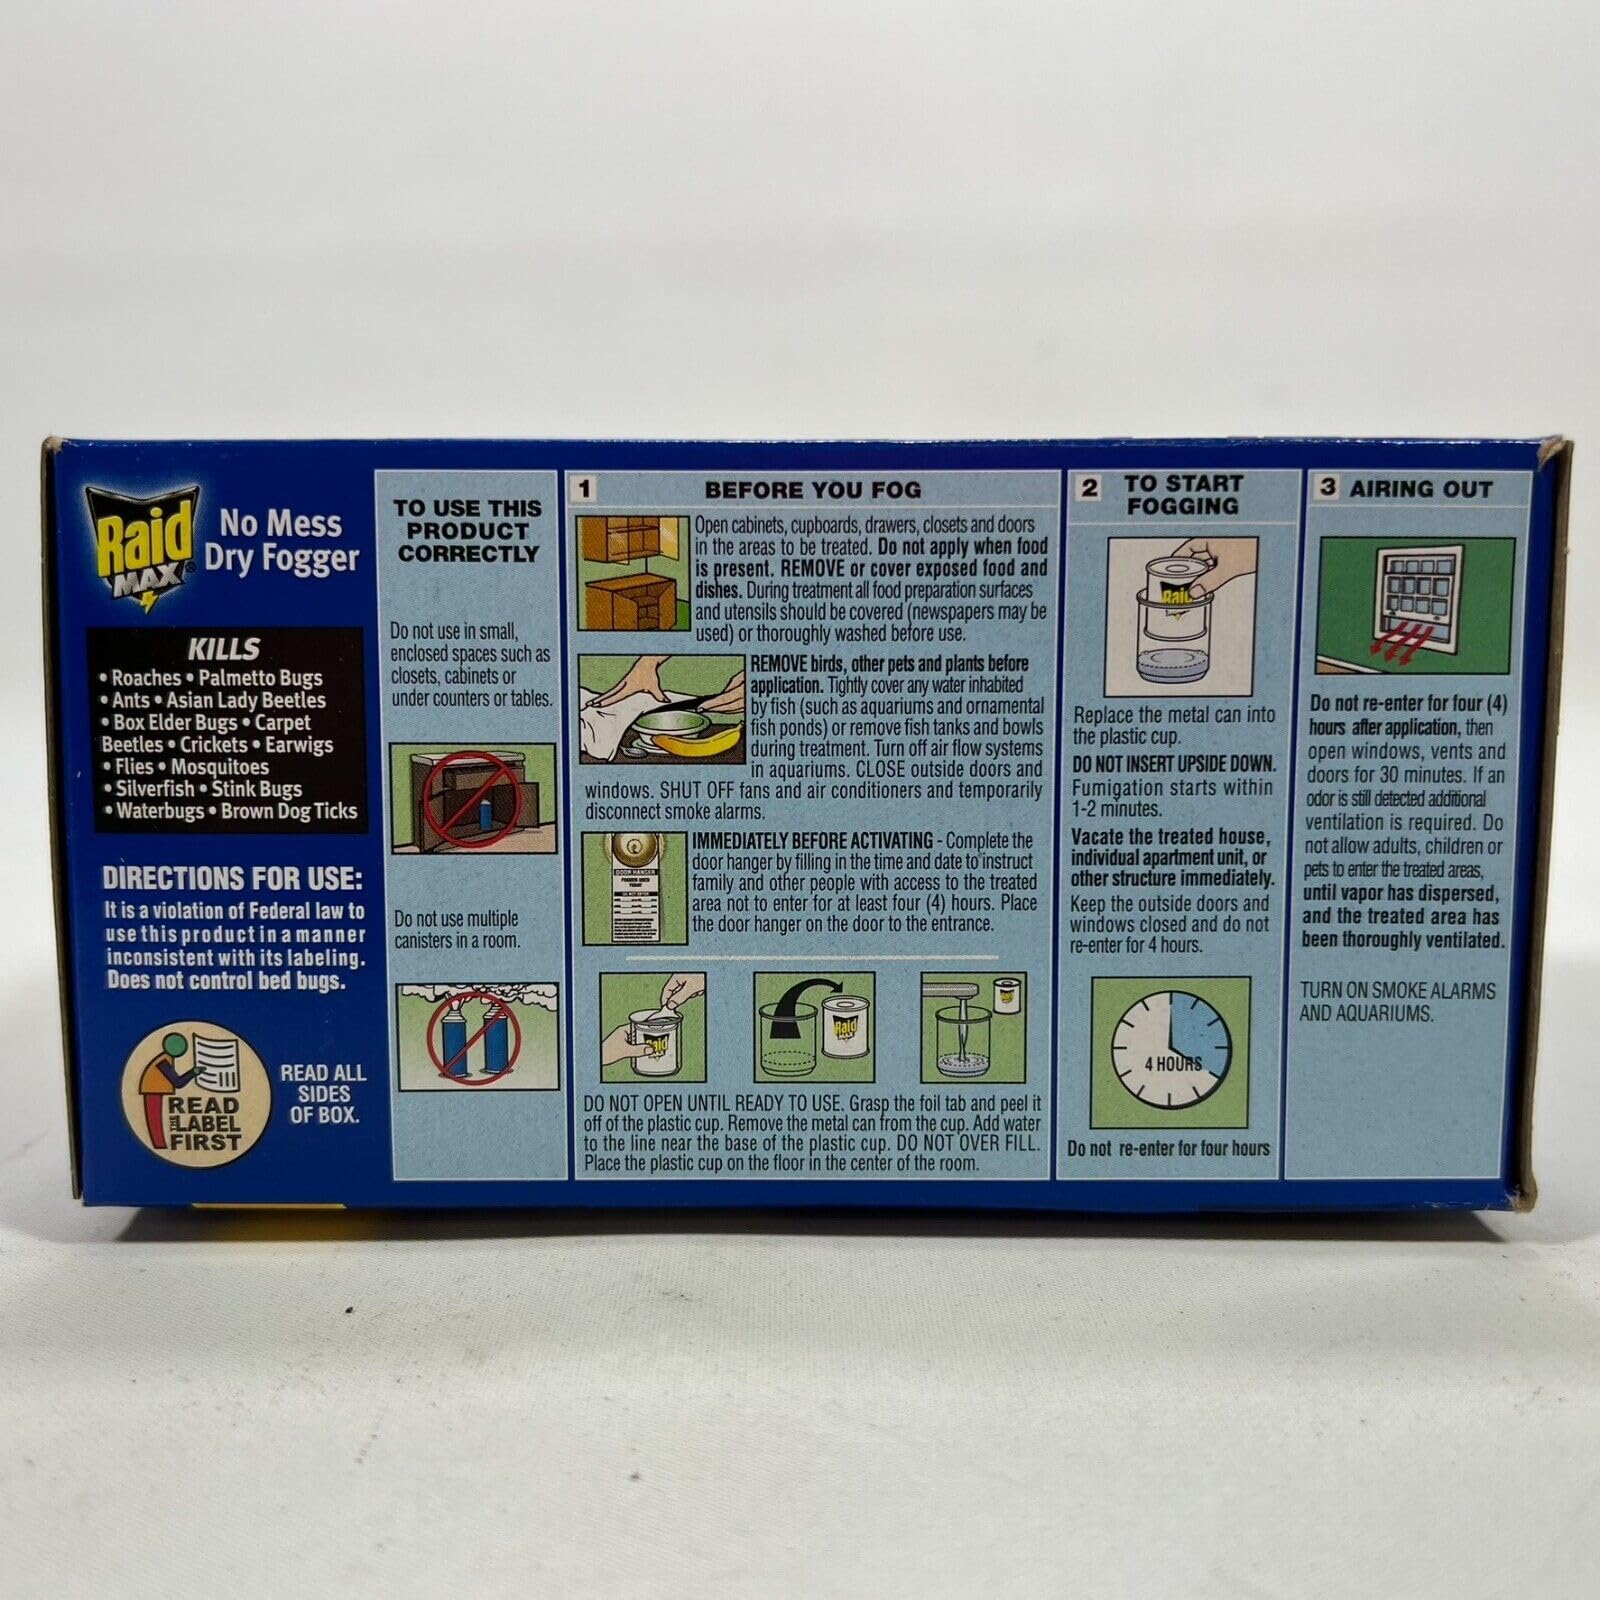 Raid
MAX®
No Mess
Dry Fogger
KILLS
• Roaches • Palmetto Bugs
• Ants • Asian Lady Beetles
• Box Elder Bugs • Carpet
Beetles • Crickets • Earwigs
• Flies • Mosquitoes
• Silverfish • Stink Bugs
• Waterbugs • Brown Dog Ticks
DIRECTIONS FOR USE:
It is a violation of Federal law to
use this product in a manner
inconsistent with its labeling.
Does not control bed bugs.
READ
THE LABEL
FIRST
READ ALL
SIDES
OF BOX.
TO USE THIS
PRODUCT
CORRECTLY
Do not use in small,
enclosed spaces such as
closets, cabinets or
under counters or tables.
Do not use multiple
canisters in a room.
1 BEFORE YOU FOG
Open cabinets, cupboards, drawers, closets and doors
in the areas to be treated. Do not apply when food
is present. REMOVE or cover exposed food and
dishes. During treatment all food preparation surfaces
and utensils should be covered (newspapers may be
used) or thoroughly washed before use.
REMOVE birds, other pets and plants before
application. Tightly cover any water inhabited
by fish (such as aquariums and ornamental
fish ponds) or remove fish tanks and bowls
during treatment. Turn off air flow systems
in aquariums. CLOSE outside doors and
windows. SHUT OFF fans and air conditioners and temporarily
disconnect smoke alarms.
DOOR HANGER
FOGGER USED
TODAY
DO NOT ENTER
IMMEDIATELY BEFORE ACTIVATING - Complete the
door hanger by filling in the time and date to instruct
family and other people with access to the treated
area not to enter for at least four (4) hours. Place
the door hanger on the door to the entrance.
Raid
Raid
MAX
DO NOT OPEN UNTIL READY TO USE. Grasp the foil tab and peel it
off of the plastic cup. Remove the metal can from the cup. Add water
to the line near the base of the plastic cup. DO NOT OVER FILL.
Place the plastic cup on the floor in the center of the room.
2 TO START
FOGGING
Raid
Replace the metal can into
the plastic cup.
DO NOT INSERT UPSIDE DOWN.
Fumigation starts within
1-2 minutes.
Vacate the treated house,
individual apartment unit, or
other structure immediately.
Keep the outside doors and
windows closed and do not
re-enter for 4 hours.
4 HOURS
Do not re-enter for four hours
3 AIRING OUT
Do not re-enter for four (4)
hours after application, then
open windows, vents and
doors for 30 minutes. If an
odor is still detected additional
ventilation is required. Do
not allow adults, children or
pets to enter the treated areas,
until vapor has dispersed,
and the treated area has
been thoroughly ventilated.
TURN ON SMOKE ALARMS
AND AQUARIUMS.